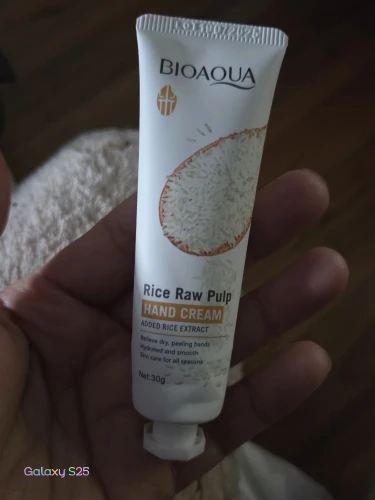 BIOAQUA
Rice Raw Pulp
HAND CREAM
ADDED RICE EXTRACT
Relieve dry, peeling hands
Hydrated and smooth
Skin care for all
Net:30g
Galaxy S25